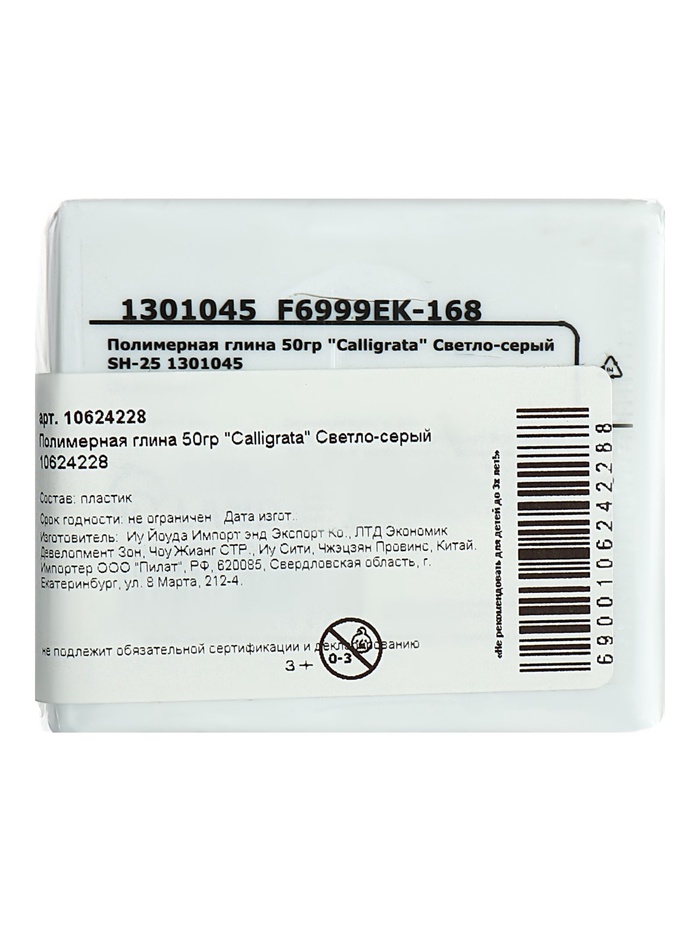 1301045 F6999EK-168
Полимерная глина 50гр "Calligrata" Светло-серый
SH-25 1301045
арт. 10624228
Полимерная глина 50гр "Calligrata" Светло-серый
10624228
Состав: пластик
Срок годности: не ограничен Дата изгот..
Изготовитель: Иу Йоуда Импорт энд Экспорт Ко., ЛТД Экономик
Девелопмент Зон, Чоу Жианг СТР., Иу Сити, Чжэцзян Провинс, Китай.
Импортер ООО "Пилат", РФ, 620085, Свердловская область, г.
Екатеринбург, ул. 8 Марта, 212-4.
не подлежит обязательной сертификации и декларированию
3+
0-3
«Не рекомендовать для детей до 3х лет!»
6900106242288